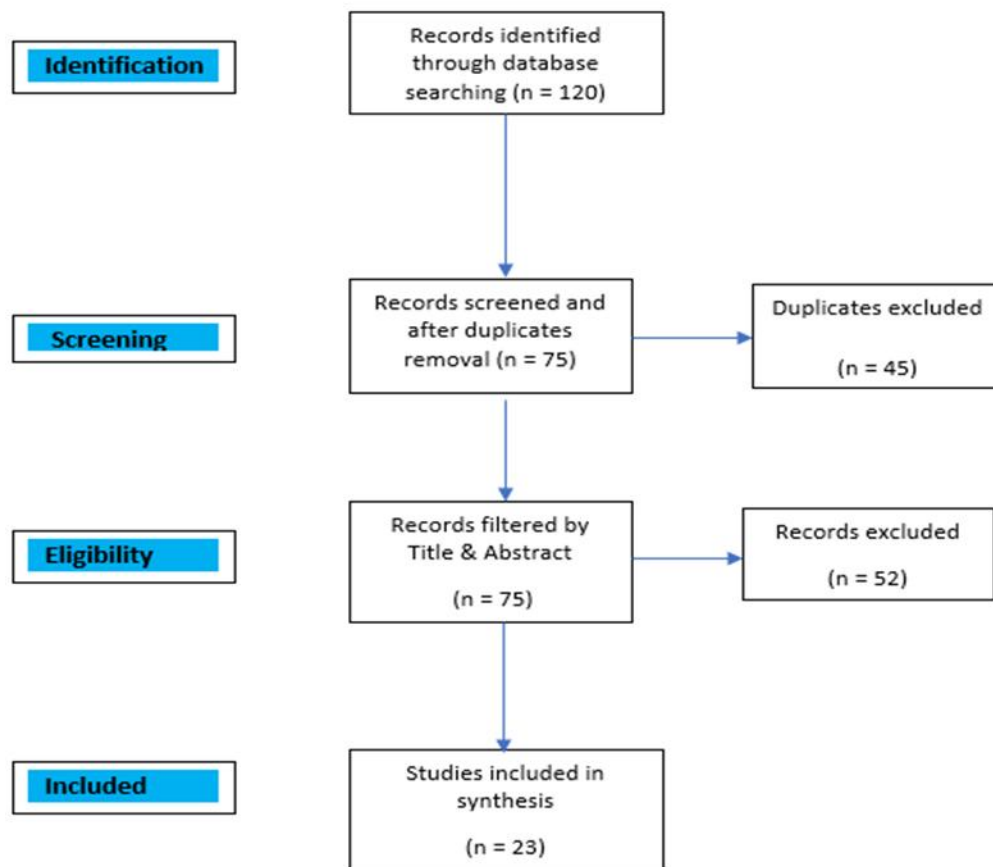 Identification
Records identified
through database
searching (n = 120)
Screening
Records screened and
after duplicates
removal (n = 75)
Duplicates excluded
(n = 45)
Eligibility
Records filtered by
Title & Abstract
(n = 75)
Records excluded
(n = 52)
Included
Studies included in
synthesis
(n = 23)